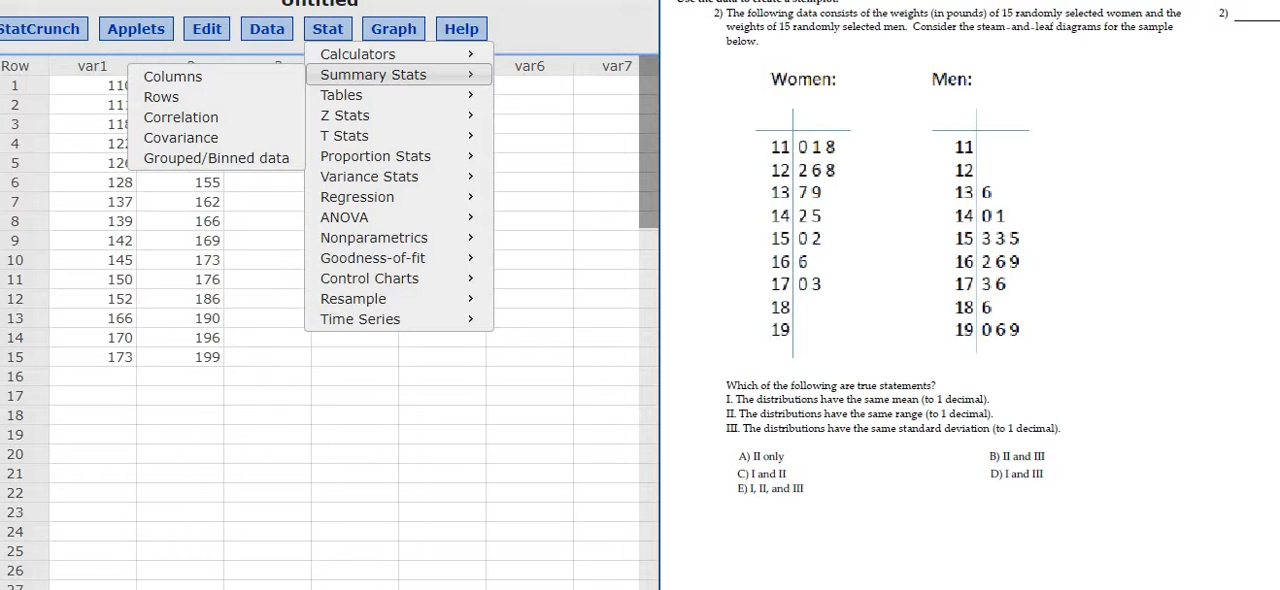 Untitled
StatCrunch Applets Edit Data Stat Graph Help
Row var1 var6 var7
Calculators ›
Summary Stats ›
Tables ›
Z Stats ›
T Stats ›
Proportion Stats ›
Variance Stats ›
Regression ›
ANOVA ›
Nonparametrics ›
Goodness-of-fit ›
Control Charts ›
Resample ›
Time Series ›
Columns
Rows
Correlation
Covariance
Grouped/Binned data
1
2
3
4
5
6 128 155
7 137 162
8 139 166
9 142 169
10 145 173
11 150 176
12 152 186
13 166 190
14 170 196
15 173 199
16
17
18
19
20
21
22
23
24
25
26
27
Use the data to create a stemplot.
2) The following data consists of the weights (in pounds) of 15 randomly selected women and the 2)
weights of 15 randomly selected men. Consider the steam-and-leaf diagrams for the sample
below.
Women: Men:
11 0 1 8 11
12 2 6 8 12
13 7 9 13 6
14 2 5 14 0 1
15 0 2 15 3 3 5
16 6 16 2 6 9
17 0 3 17 3 6
18 18 6
19 19 0 6 9
Which of the following are true statements?
I. The distributions have the same mean (to 1 decimal).
II. The distributions have the same range (to 1 decimal).
III. The distributions have the same standard deviation (to 1 decimal).
A) II only B) II and III
C) I and II D) I and III
E) I, II, and III